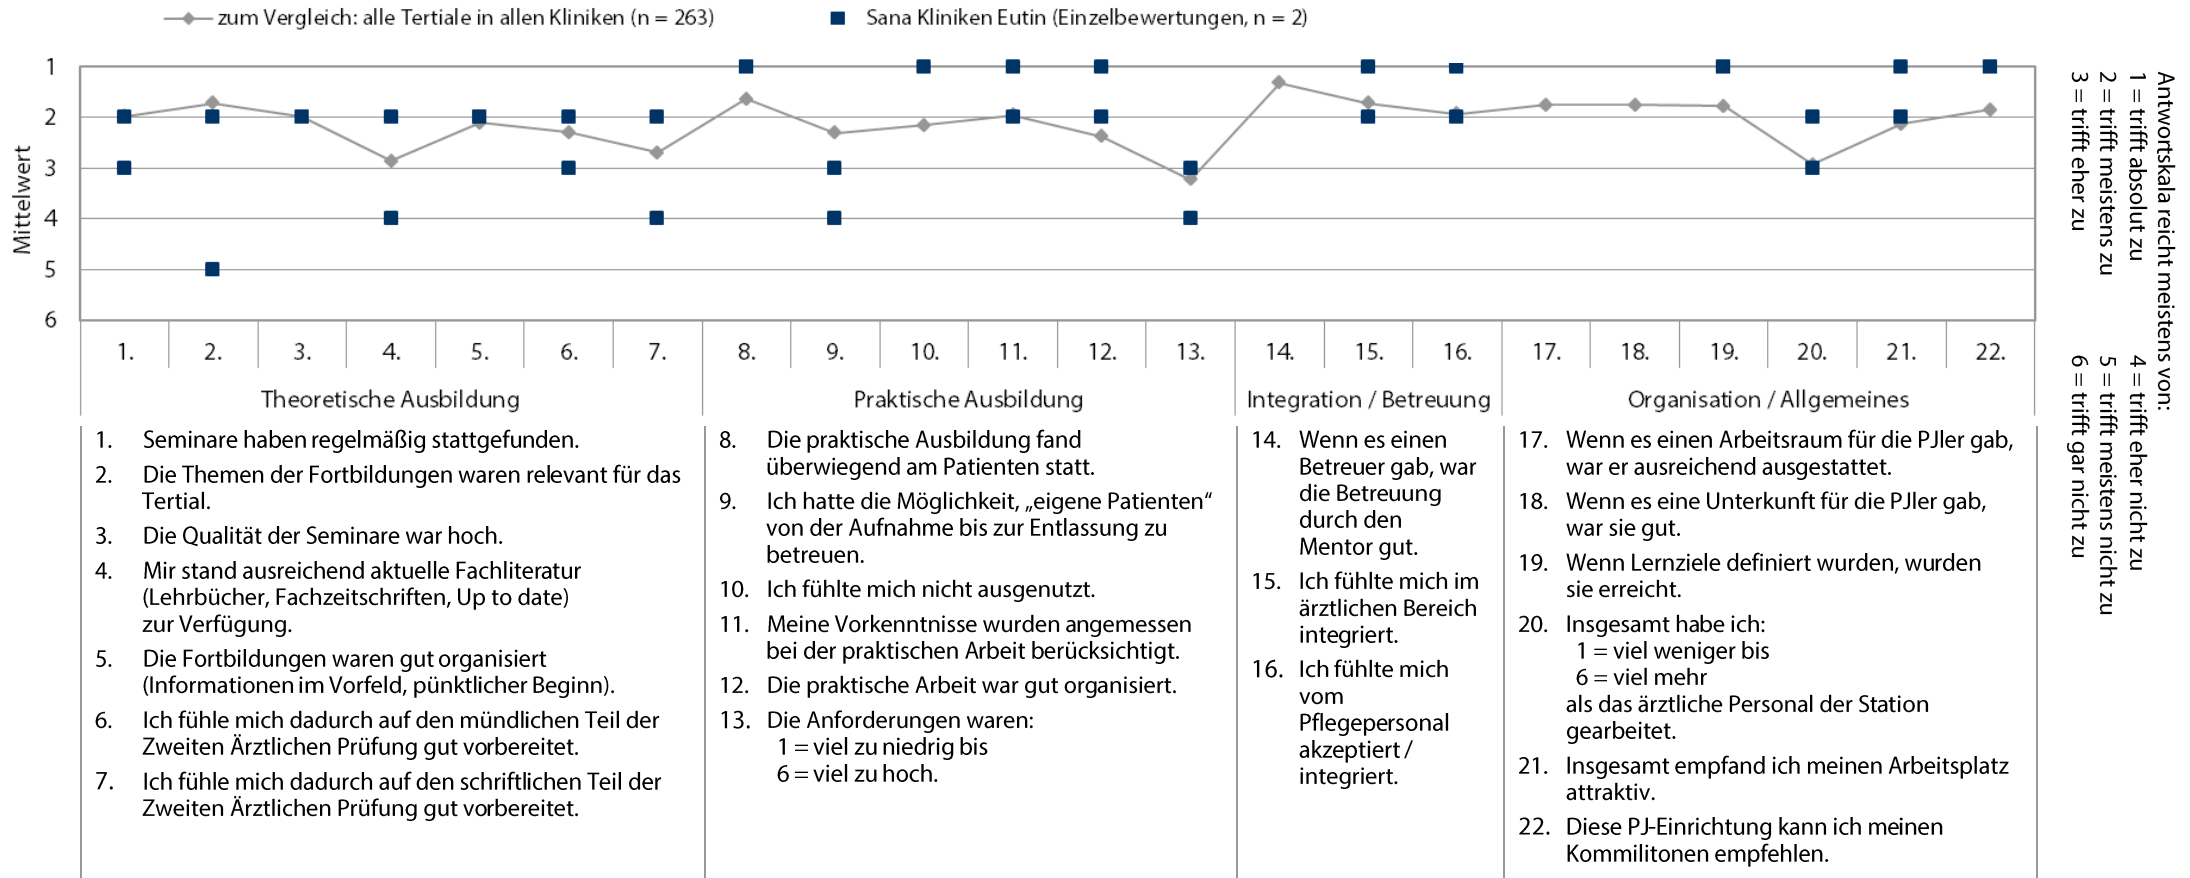 zum Vergleich: alle Tertiale in allen Kliniken (n = 263)
Sana Kliniken Eutin (Einzelbewertungen, n = 2)
Mittelwert
1
2
3
4
5
6
1. 2. 3. 4. 5. 6. 7. 8. 9. 10. 11. 12. 13. 14. 15. 16. 17. 18. 19. 20. 21. 22.
Theoretische Ausbildung
Praktische Ausbildung
Integration / Betreuung
Organisation / Allgemeines
1. Seminare haben regelmäßig stattgefunden.
2. Die Themen der Fortbildungen waren relevant für das
Tertial.
3. Die Qualität der Seminare war hoch.
4. Mir stand ausreichend aktuelle Fachliteratur
(Lehrbücher, Fachzeitschriften, Up to date)
zur Verfügung.
5. Die Fortbildungen waren gut organisiert
(Informationen im Vorfeld, pünktlicher Beginn).
6. Ich fühle mich dadurch auf den mündlichen Teil der
Zweiten Ärztlichen Prüfung gut vorbereitet.
7. Ich fühle mich dadurch auf den schriftlichen Teil der
Zweiten Ärztlichen Prüfung gut vorbereitet.
8. Die praktische Ausbildung fand
überwiegend am Patienten statt.
9. Ich hatte die Möglichkeit, „eigene Patienten“
von der Aufnahme bis zur Entlassung zu
betreuen.
10. Ich fühlte mich nicht ausgenutzt.
11. Meine Vorkenntnisse wurden angemessen
bei der praktischen Arbeit berücksichtigt.
12. Die praktische Arbeit war gut organisiert.
13. Die Anforderungen waren:
1 = viel zu niedrig bis
6 = viel zu hoch.
14. Wenn es einen
Betreuer gab, war
die Betreuung
durch den
Mentor gut.
15. Ich fühlte mich im
ärztlichen Bereich
integriert.
16. Ich fühlte mich
vom
Pflegepersonal
akzeptiert /
integriert.
17. Wenn es einen Arbeitsraum für die PJler gab,
war er ausreichend ausgestattet.
18. Wenn es eine Unterkunft für die PJler gab,
war sie gut.
19. Wenn Lernziele definiert wurden, wurden
sie erreicht.
20. Insgesamt habe ich:
1 = viel weniger bis
6 = viel mehr
als das ärztliche Personal der Station
gearbeitet.
21. Insgesamt empfand ich meinen Arbeitsplatz
attraktiv.
22. Diese PJ-Einrichtung kann ich meinen
Kommilitonen empfehlen.
Antwortskala reicht meistens von:
1 = trifft absolut zu
2 = trifft meistens zu
3 = trifft eher zu
4 = trifft eher nicht zu
5 = trifft meistens nicht zu
6 = trifft gar nicht zu